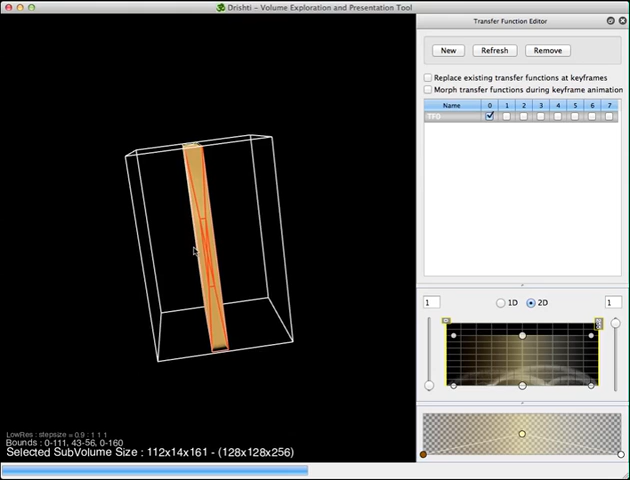 Drishti – Volume Exploration and Presentation Tool
Transfer Function Editor
New Refresh Remove
Replace existing transfer functions at keyframes
Morph transfer functions during keyframe animation
Name 0 1 2 3 4 5 6 7
TF0
1 1D 2D 1
LowRes : stepsize = 0.9 : 1 1 1
Bounds : 0-111, 43-56, 0-160
Selected SubVolume Size : 112x14x161 - (128x128x256)